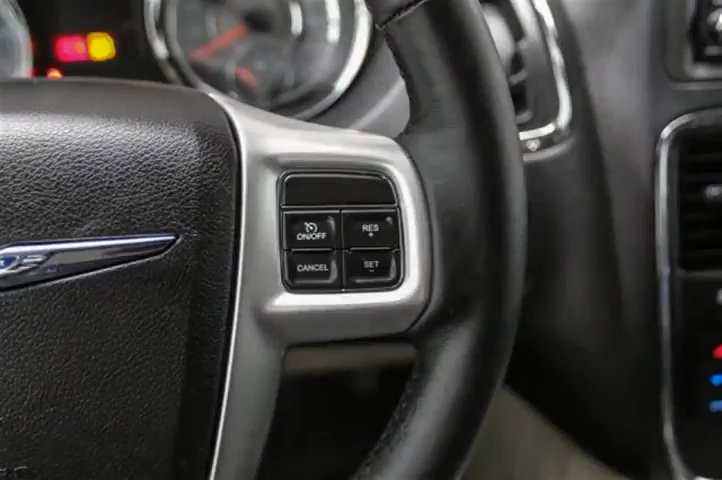 ON/OFF
RES
+
CANCEL
SET
-